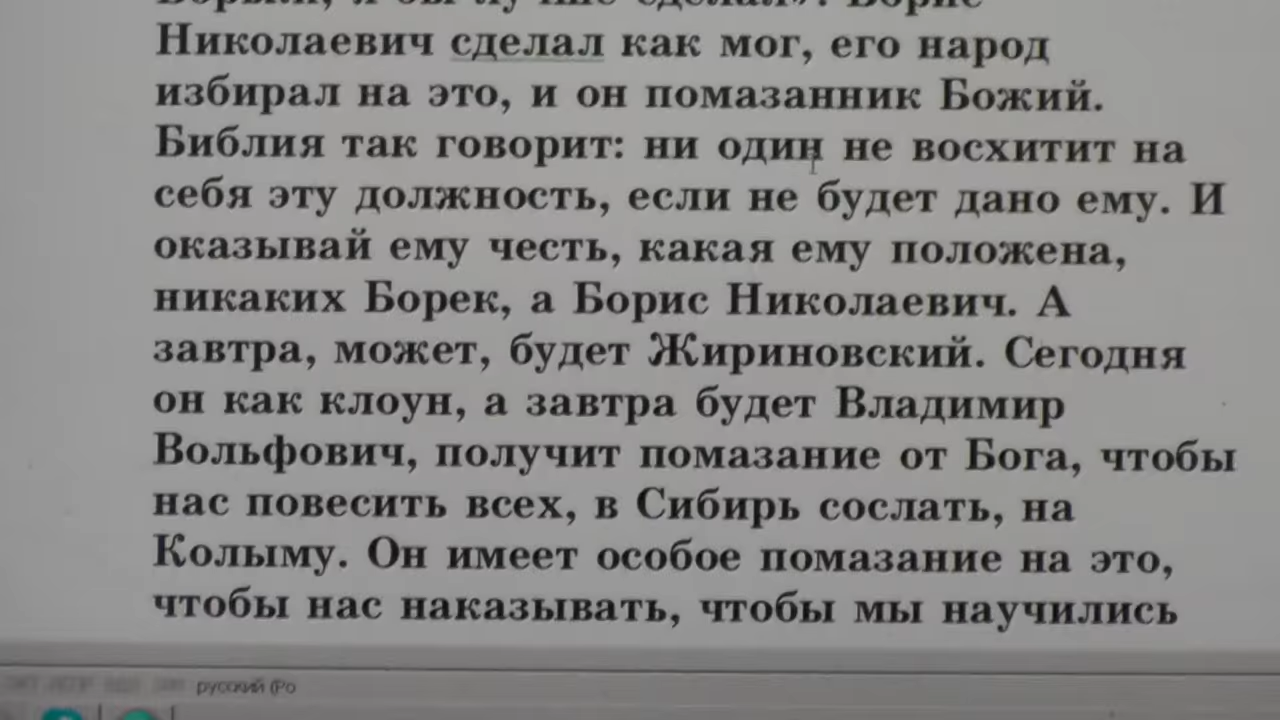 Николаевич сделал как мог, его народ
избирал на это, и он помазанник Божий.
Библия так говорит: ни один не восхитит на
себя эту должность, если не будет дано ему. И
оказывай ему честь, какая ему положена,
никаких Борек, а Борис Николаевич. А
завтра, может, будет Жириновский. Сегодня
он как клоун, а завтра будет Владимир
Вольфович, получит помазание от Бога, чтобы
нас повесить всех, в Сибирь сослать, на
Колыму. Он имеет особое помазание на это,
чтобы нас наказывать, чтобы мы научились
русский (Ро